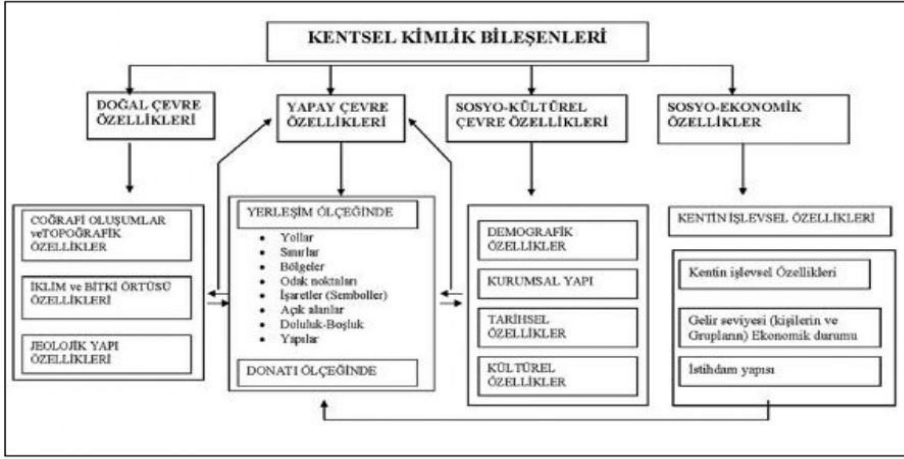 KENTSEL KİMLİK BİLEŞENLERİ
DOĞAL ÇEVRE
ÖZELLİKLERİ
YAPAY ÇEVRE
ÖZELLİKLERİ
SOSYO-KÜLTÜREL
ÇEVRE ÖZELLİKLERİ
SOSYO-EKONOMİK
ÖZELLİKLER
COĞRAFİ OLUŞUMLAR
veTOPOĞRAFİK
ÖZELLİKLER
İKLİM ve BİTKİ ÖRTÜSÜ
ÖZELLİKLERİ
JEOLOJİK YAPI
ÖZELLİKLERİ
YERLEŞİM ÖLÇEĞİNDE
• Yollar
• Sınırlar
• Bölgeler
• Odak noktaları
• İşaretler (Semboller)
• Açık alanlar
• Doluluk-Boşluk
• Yapılar
DONATI ÖLÇEĞİNDE
DEMOGRAFİK
ÖZELLİKLER
KURUMSAL YAPI
TARİHSEL
ÖZELLİKLER
KÜLTÜREL
ÖZELLİKLER
KENTİN İŞLEVSEL ÖZELLİKLERİ
Kentin işlevsel Özellikleri
Gelir seviyesi (kişilerin ve
Grupların) Ekonomik durumu
İstihdam yapısı